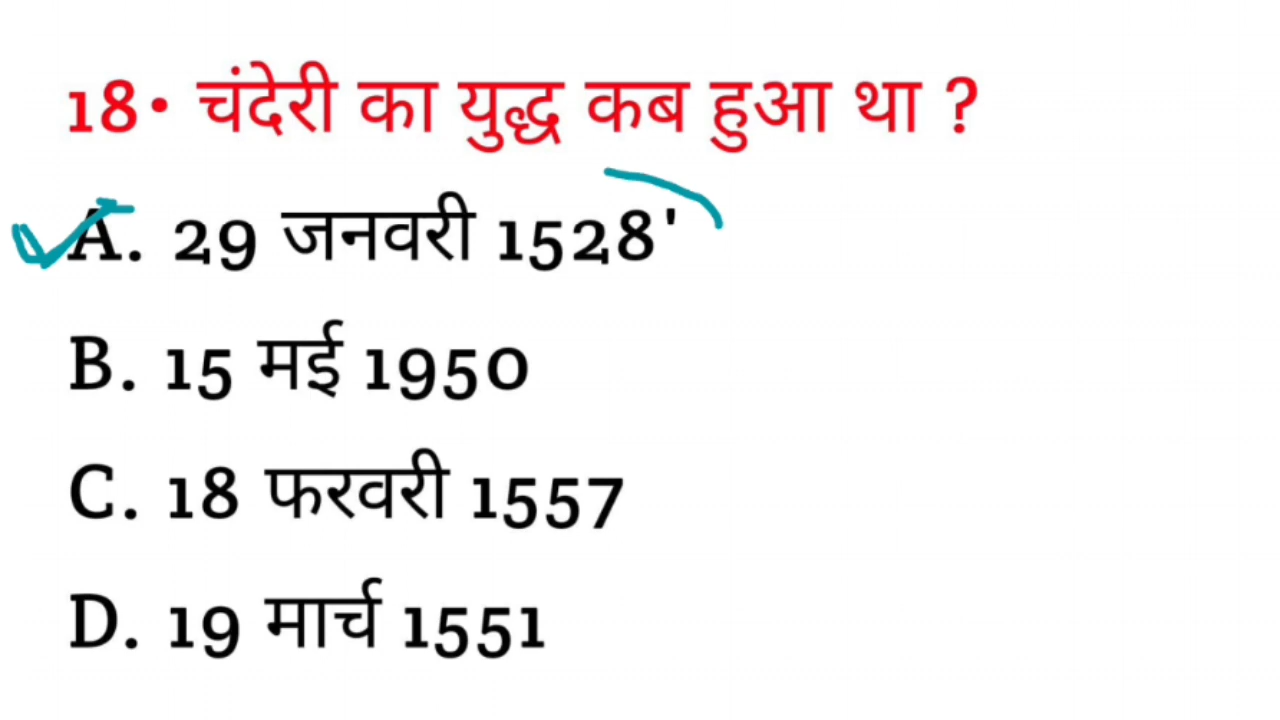 18• चंदेरी का युद्ध कब हुआ था ?
A. 29 जनवरी 1528'
B. 15 मई 1950
C. 18 फरवरी 1557
D. 19 मार्च 1551